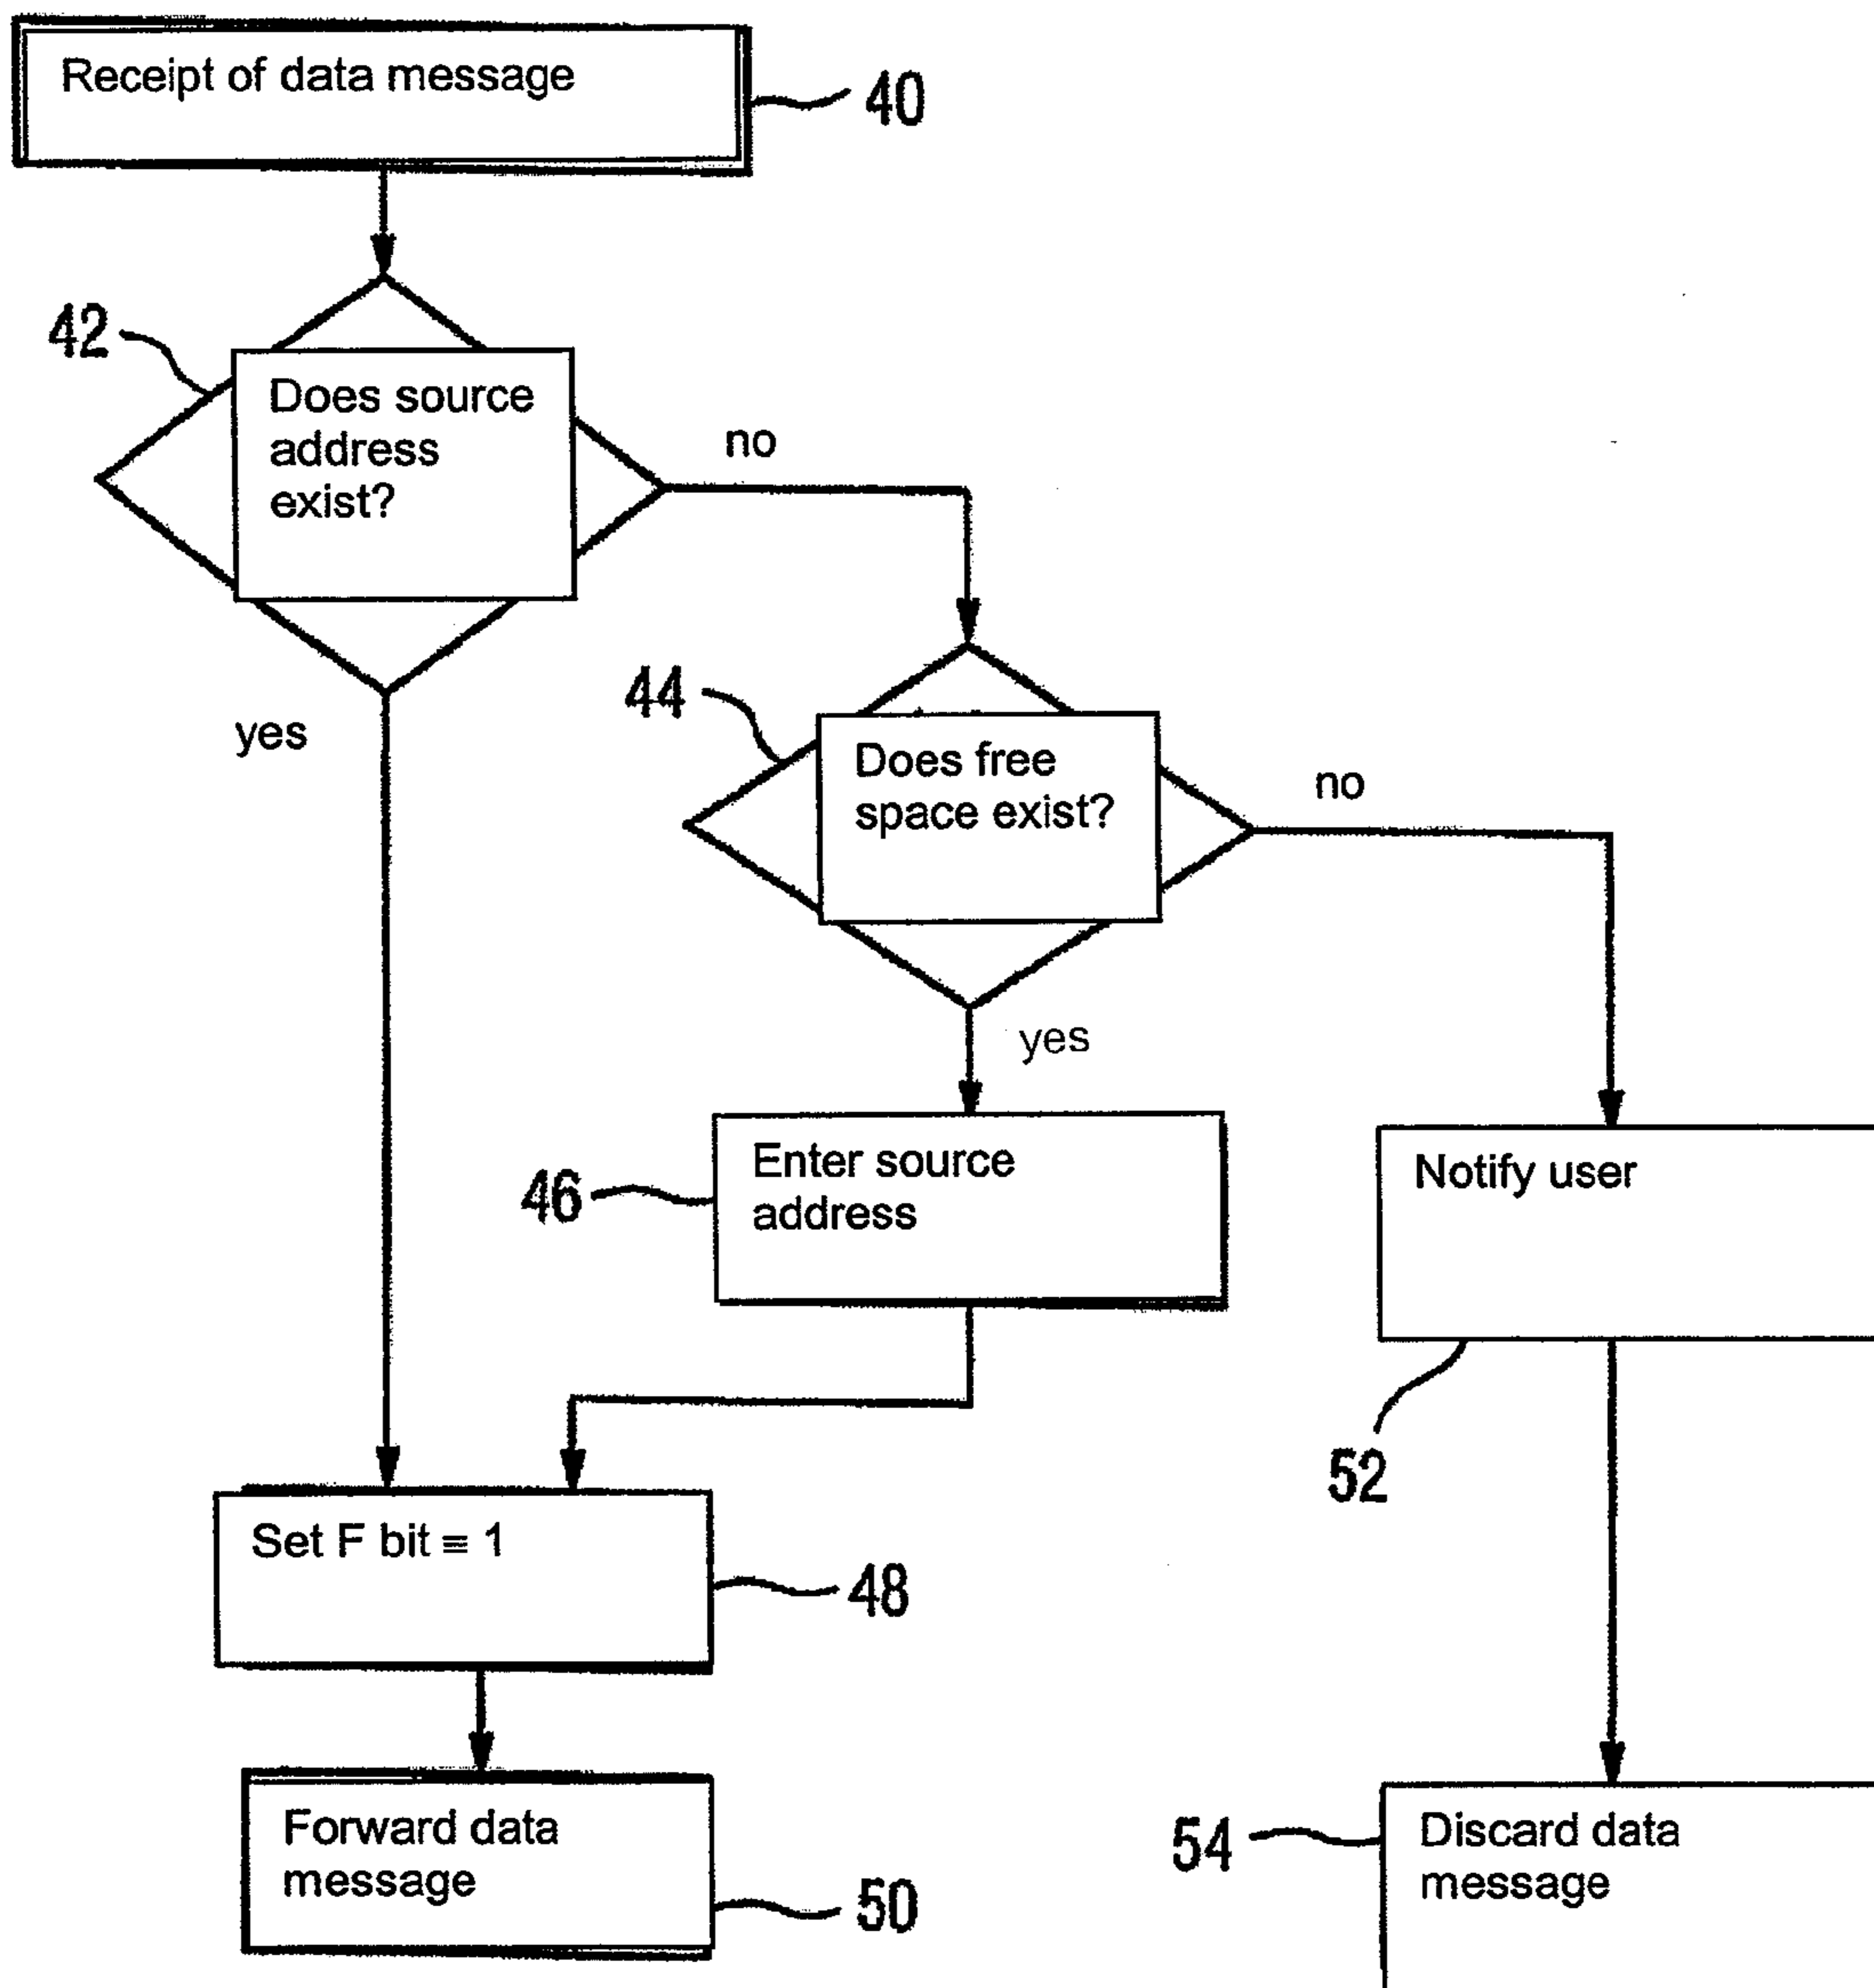 Receipt of data message
40
42
Does source
address
exist?
no
yes
44
Does free
space exist?
no
yes
46
Enter source
address
Notify user
52
Set F bit ≡ 1
48
Forward data
message
50
54
Discard data
message